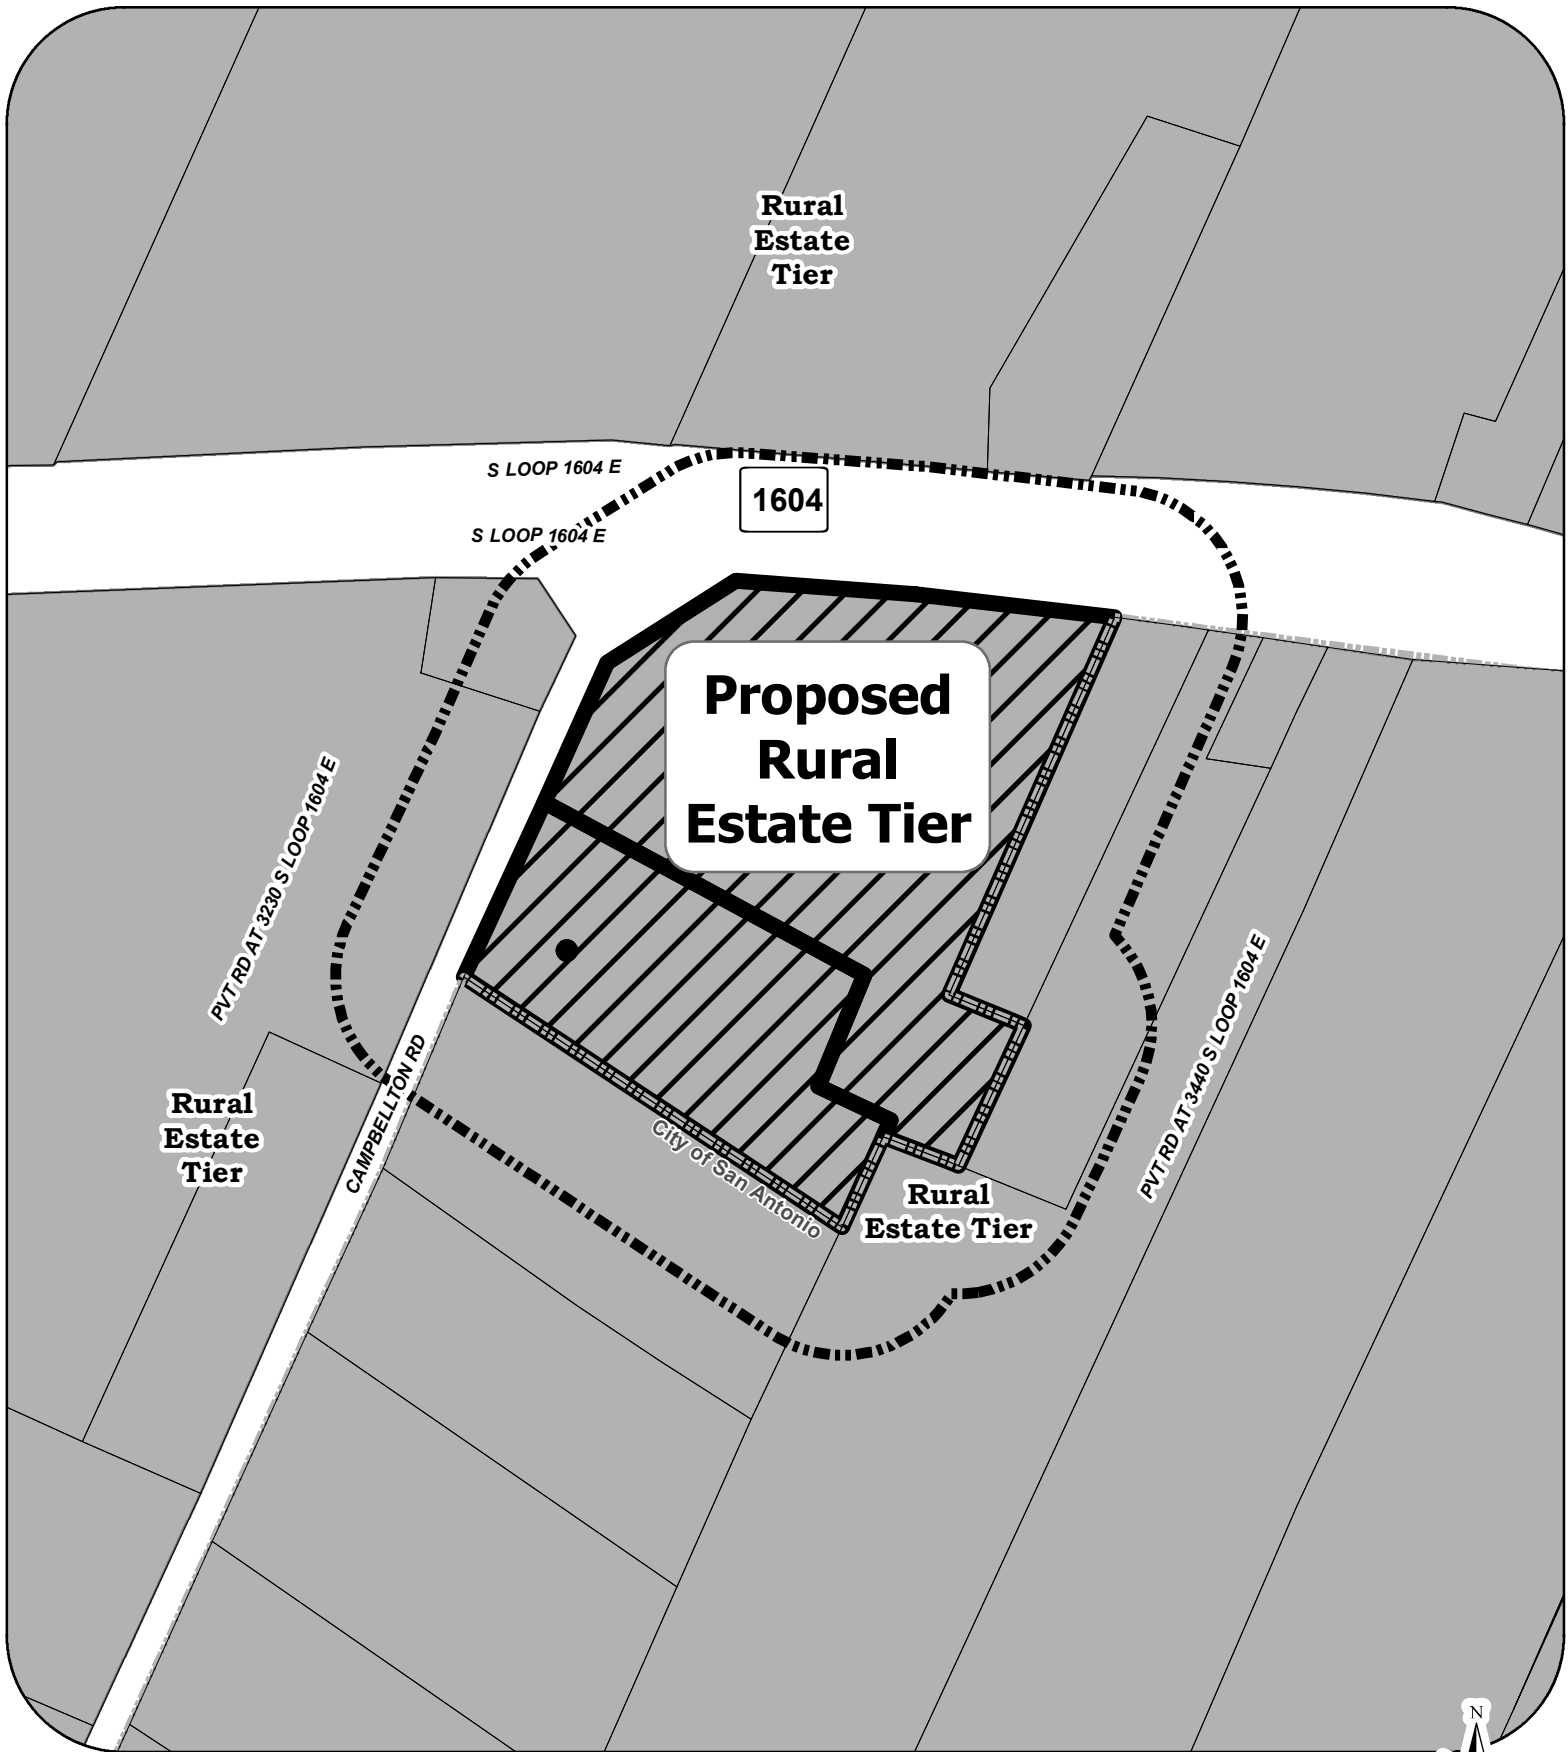 Rural
Estate
Tier
S LOOP 1604 E
1604
S LOOP 1604 E
Proposed
Rural
Estate Tier
PVT RD AT 3230 S LOOP 1604 E
PVT RD AT 3440 S LOOP 1604 E
CAMPBELLTON RD
Rural
Estate
Tier
City of San Antonio
Rural
Estate Tier
N